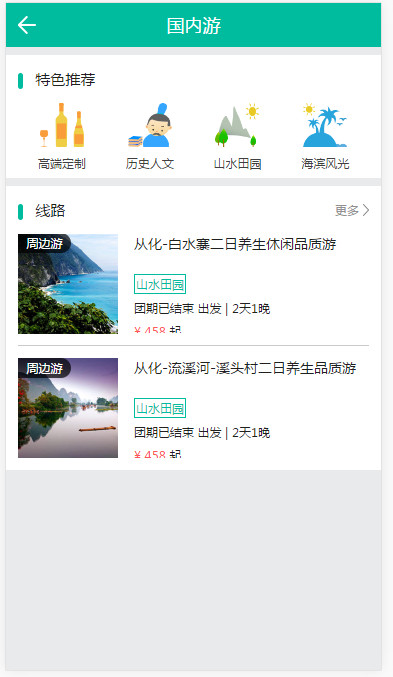 国内游
特色推荐
高端定制 历史人文 山水田园 海滨风光
线路 更多
周边游
从化-白水寨二日养生休闲品质游
山水田园
团期已结束 出发 | 2天1晚
¥ 458 起
周边游
从化-流溪河-溪头村二日养生品质游
山水田园
团期已结束 出发 | 2天1晚
¥ 458 起